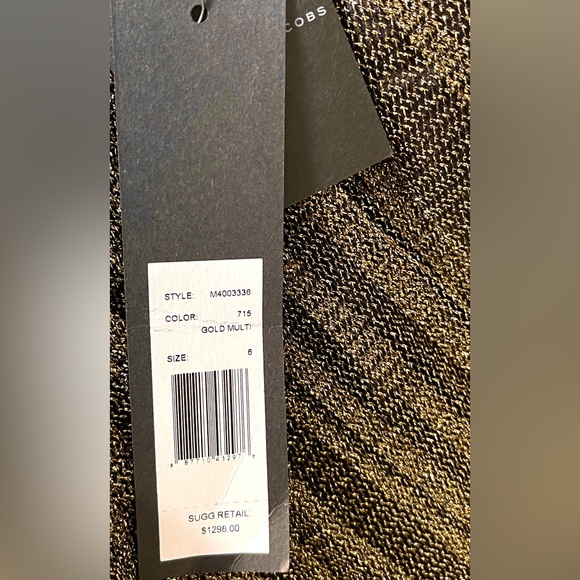 COBS
STYLE: M4003336
COLOR: 715
GOLD MULTI
SIZE: 6
SUGG.RETAIL:
$1298.00